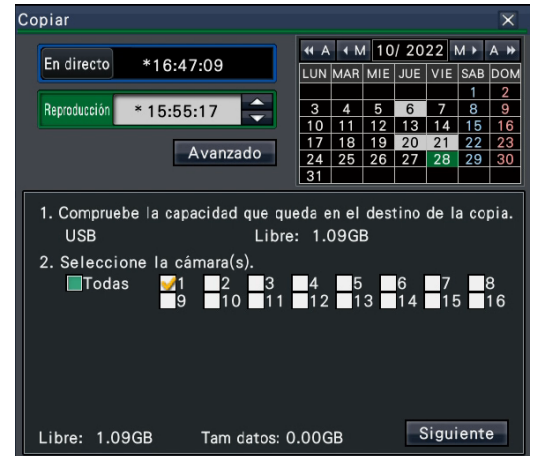 Copiar
En directo *16:47:09
Reproducción * 15:55:17
Avanzado
A M 10/ 2022 M A
LUN MAR MIE JUE VIE SAB DOM
1 2
3 4 5 6 7 8 9
10 11 12 13 14 15 16
17 18 19 20 21 22 23
24 25 26 27 28 29 30
31
1. Compruebe la capacidad que queda en el destino de la copia.
USB Libre: 1.09GB
2. Seleccione la cámara(s).
Todas 1 2 3 4 5 6 7 8
9 10 11 12 13 14 15 16
Libre: 1.09GB Tam datos: 0.00GB Siguiente